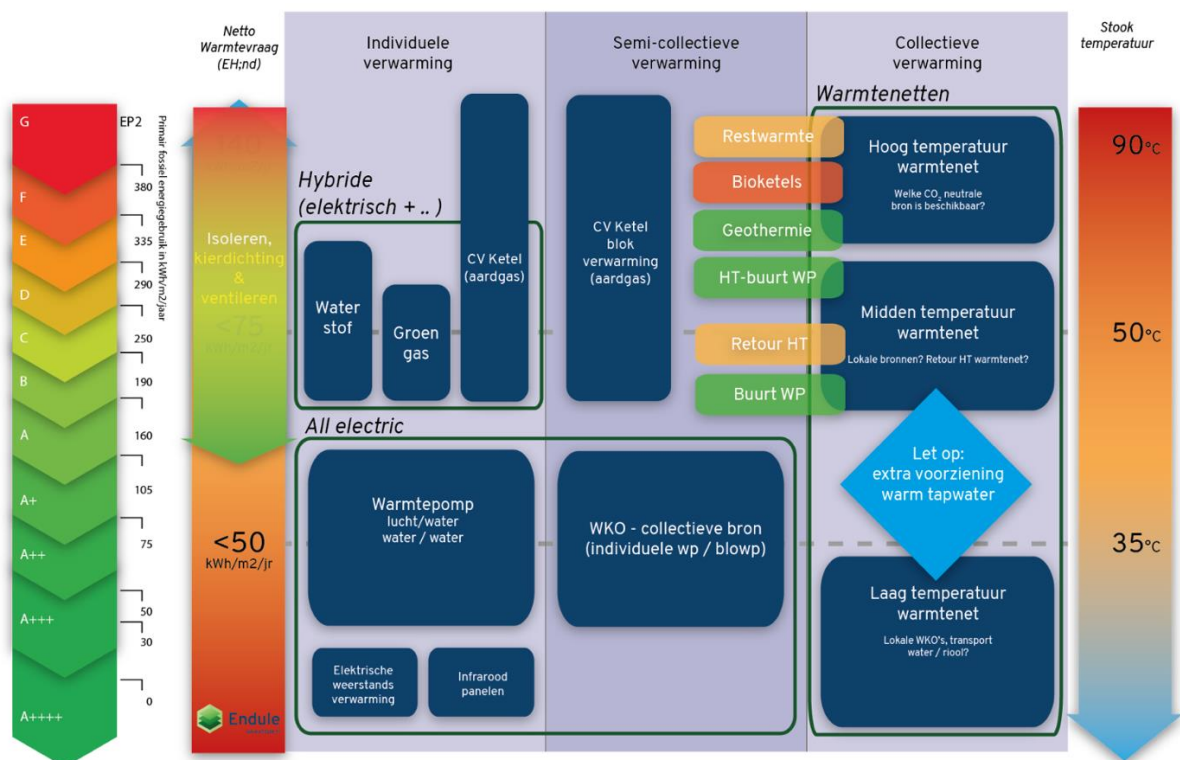 Netto
Warmtevraag
(EH;nd)
Individuele
verwarming
Semi-collectieve
verwarming
Collectieve
verwarming
Stook
temperatuur
G
F
E
D
C
B
A
A+
A++
A+++
A++++
EP2
380
335
290
250
190
160
105
75
50
30
0
Primair fossiel energiegebruik in kWh/m2/jaar
Isoleren,
kierdichting
&
ventileren
<75
kWh/m2/jr
<50
kWh/m2/jr
Endule
Hybride
(elektrisch + .. )
Water
stof
Groen
gas
CV Ketel
(aardgas)
CV Ketel
blok
verwarming
(aardgas)
All electric
Warmtepomp
lucht/water
water / water
Elektrische
weerstands
verwarming
Infrarood
panelen
WKO - collectieve bron
(individuele wp / blowp)
Warmtenetten
Restwarmte
Bioketels
Geothermie
HT-buurt WP
Retour HT
Buurt WP
Hoog temperatuur
warmtenet
Welke CO₂ neutrale
bron is beschikbaar?
Midden temperatuur
warmtenet
Lokale bronnen? Retour HT warmtenet?
Let op:
extra voorziening
warm tapwater
Laag temperatuur
warmtenet
Lokale WKO's, transport
water / riool?
90°C
50°C
35°C